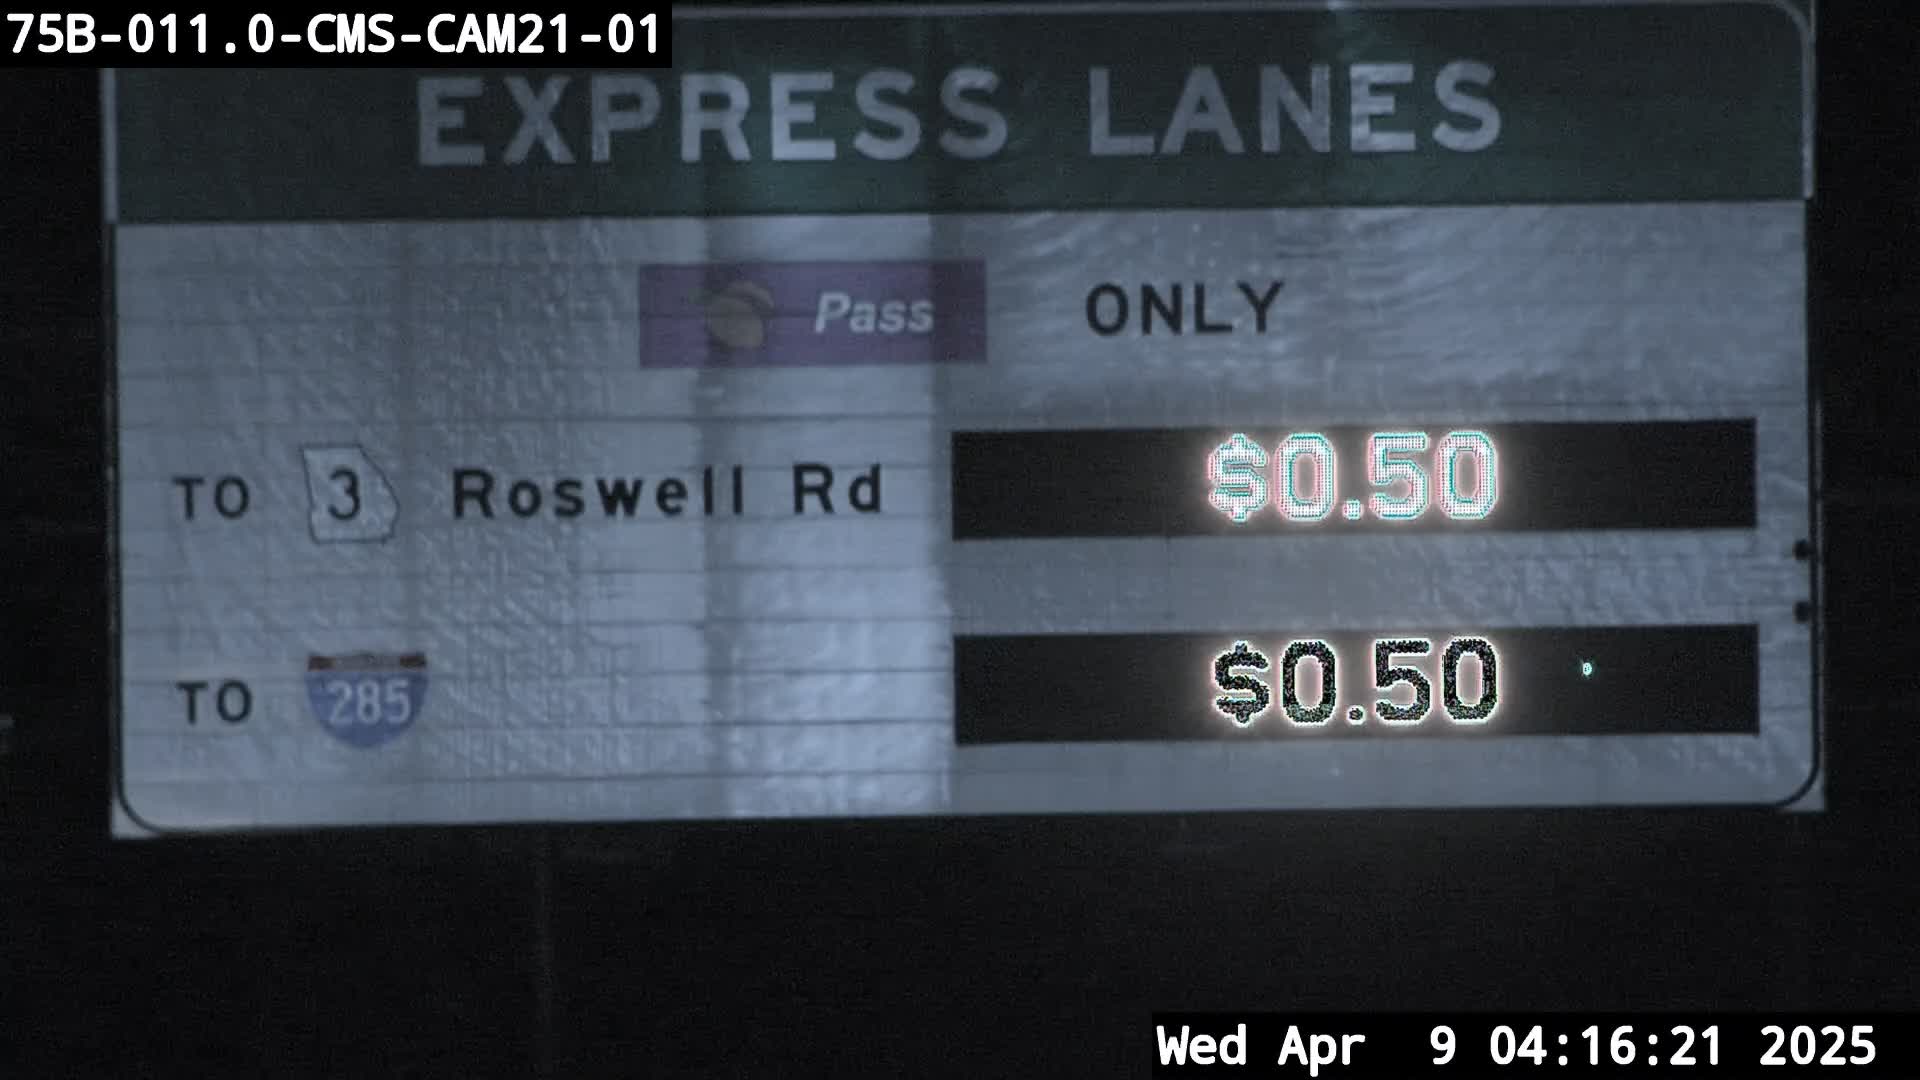 75B-011.0-CMS-CAM21-01
EXPRESS LANES
Pass ONLY
TO 3 Roswell Rd $0.50
TO 285 $0.50
Wed Apr 9 04:16:21 2025